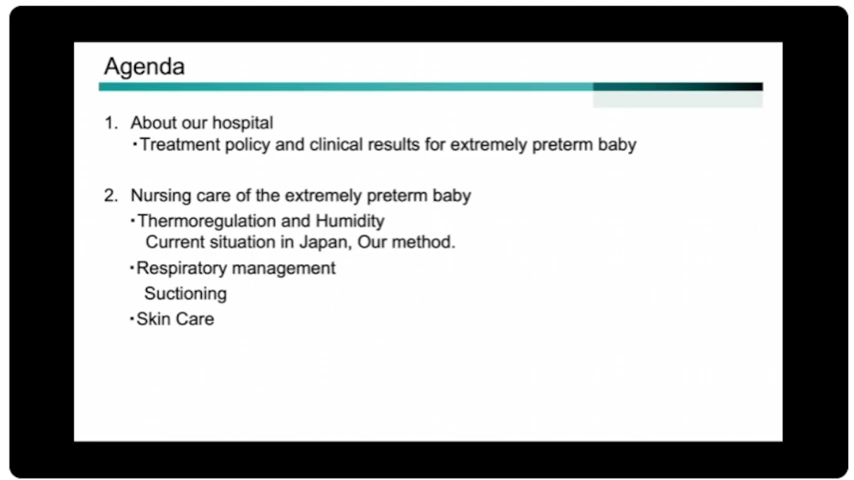 Agenda
1. About our hospital
・Treatment policy and clinical results for extremely preterm baby
2. Nursing care of the extremely preterm baby
・Thermoregulation and Humidity
Current situation in Japan, Our method.
・Respiratory management
Suctioning
・Skin Care